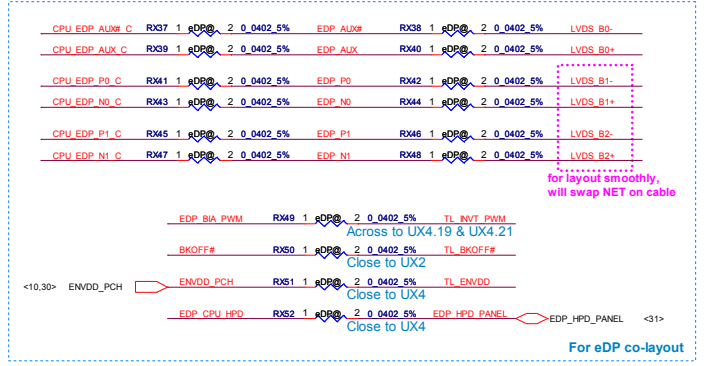 CPU_EDP_AUX#_C RX37 1 eDP@ 2 0_0402_5% EDP_AUX# RX38 1 eDP@ 2 0_0402_5% LVDS_B0-
CPU_EDP_AUX_C RX39 1 eDP@ 2 0_0402_5% EDP_AUX RX40 1 eDP@ 2 0_0402_5% LVDS_B0+
CPU_EDP_P0_C RX41 1 eDP@ 2 0_0402_5% EDP_P0 RX42 1 eDP@ 2 0_0402_5% LVDS_B1-
CPU_EDP_N0_C RX43 1 eDP@ 2 0_0402_5% EDP_N0 RX44 1 eDP@ 2 0_0402_5% LVDS_B1+
CPU_EDP_P1_C RX45 1 eDP@ 2 0_0402_5% EDP_P1 RX46 1 eDP@ 2 0_0402_5% LVDS_B2-
CPU_EDP_N1_C RX47 1 eDP@ 2 0_0402_5% EDP_N1 RX48 1 eDP@ 2 0_0402_5% LVDS_B2+
for layout smoothly,
will swap NET on cable
EDP_BIA_PWM RX49 1 eDP@ 2 0_0402_5% TL_INVT_PWM
Across to UX4.19 & UX4.21
BKOFF# RX50 1 eDP@ 2 0_0402_5% TL_BKOFF#
Close to UX2
<10,30> ENVDD_PCH ENVDD_PCH RX51 1 eDP@ 2 0_0402_5% TL_ENVDD
Close to UX4
EDP_CPU_HPD RX52 1 eDP@ 2 0_0402_5% EDP_HPD_PANEL EDP_HPD_PANEL <31>
Close to UX4
For eDP co-layout